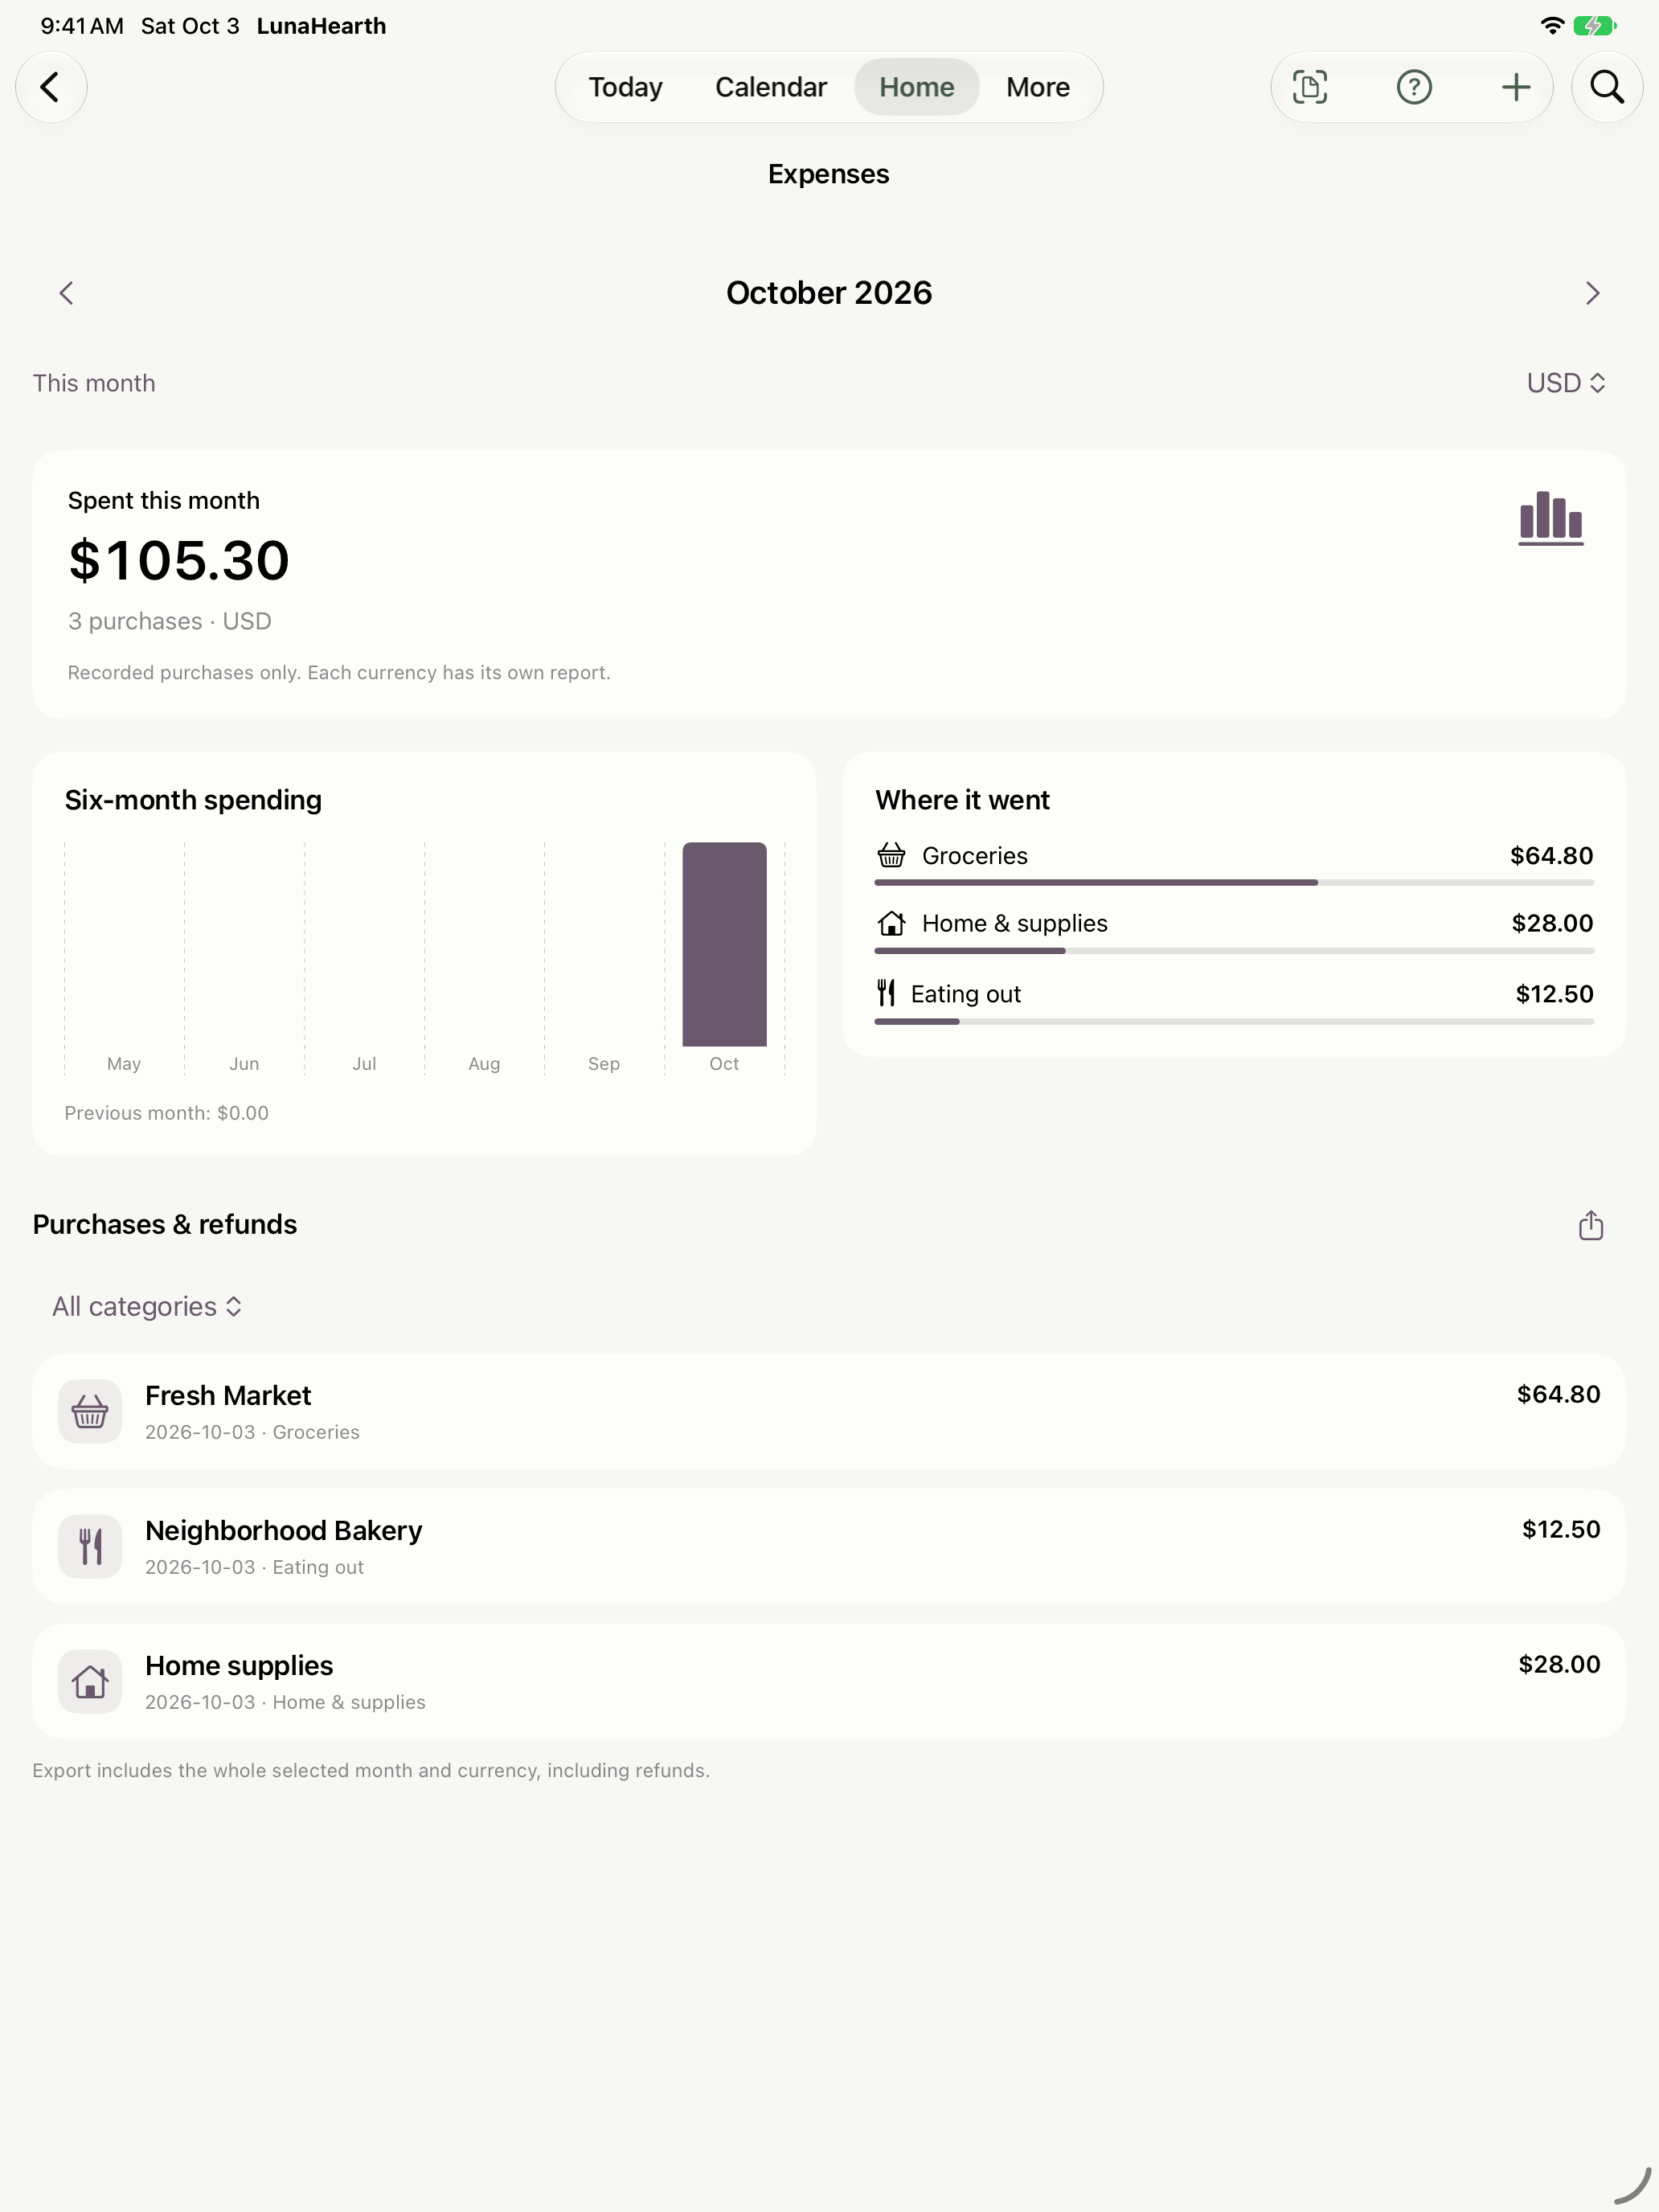 9:41 AM Sat Oct 3 LunaHearth
Today Calendar Home More
Expenses
October 2026
This month
USD
Spent this month
$105.30
3 purchases · USD
Recorded purchases only. Each currency has its own report.
Six-month spending
May Jun Jul Aug Sep Oct
Previous month: $0.00
Where it went
Groceries $64.80
Home & supplies $28.00
Eating out $12.50
Purchases & refunds
All categories
Fresh Market $64.80
2026-10-03 · Groceries
Neighborhood Bakery $12.50
2026-10-03 · Eating out
Home supplies $28.00
2026-10-03 · Home & supplies
Export includes the whole selected month and currency, including refunds.